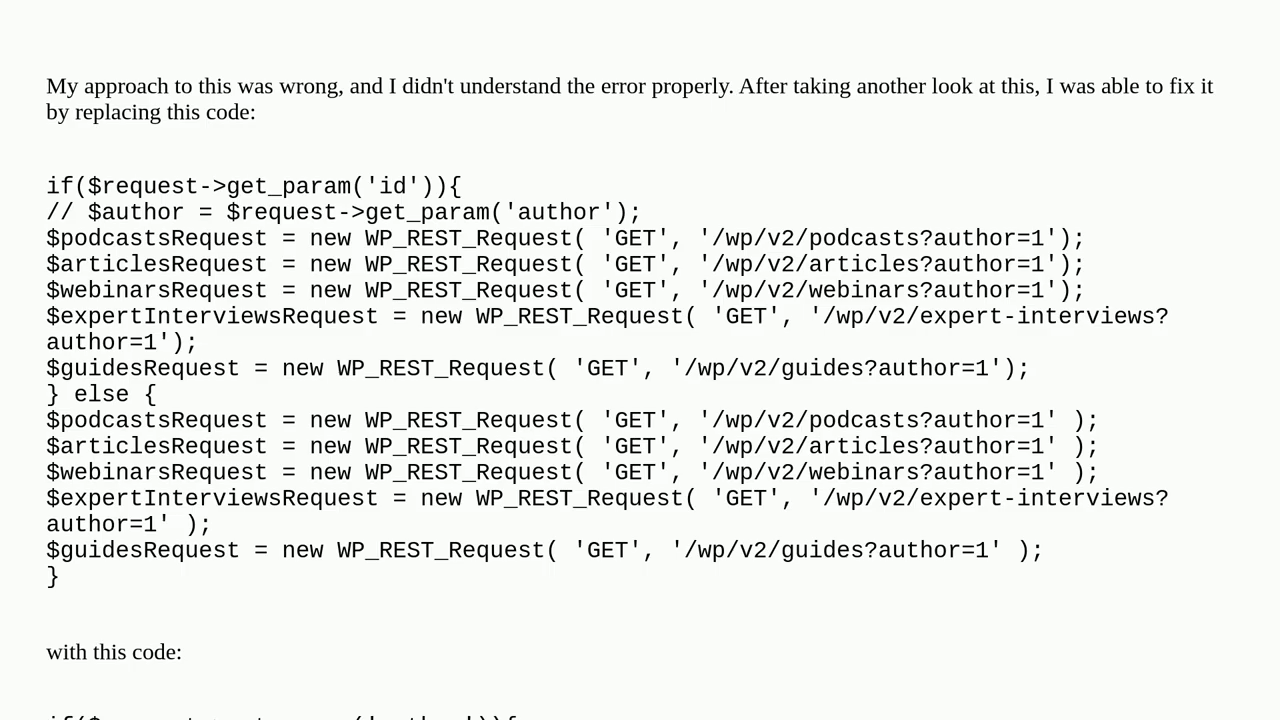 My approach to this was wrong, and I didn't understand the error properly. After taking another look at this, I was able to fix it
by replacing this code:
if($request->get_param('id')){
// $author = $request->get_param('author');
$podcastsRequest = new WP_REST_Request( 'GET', '/wp/v2/podcasts?author=1');
$articlesRequest = new WP_REST_Request( 'GET', '/wp/v2/articles?author=1');
$webinarsRequest = new WP_REST_Request( 'GET', '/wp/v2/webinars?author=1');
$expertInterviewsRequest = new WP_REST_Request( 'GET', '/wp/v2/expert-interviews?
author=1');
$guidesRequest = new WP_REST_Request( 'GET', '/wp/v2/guides?author=1');
} else {
$podcastsRequest = new WP_REST_Request( 'GET', '/wp/v2/podcasts?author=1' );
$articlesRequest = new WP_REST_Request( 'GET', '/wp/v2/articles?author=1' );
$webinarsRequest = new WP_REST_Request( 'GET', '/wp/v2/webinars?author=1' );
$expertInterviewsRequest = new WP_REST_Request( 'GET', '/wp/v2/expert-interviews?
author=1' );
$guidesRequest = new WP_REST_Request( 'GET', '/wp/v2/guides?author=1' );
}
with this code: